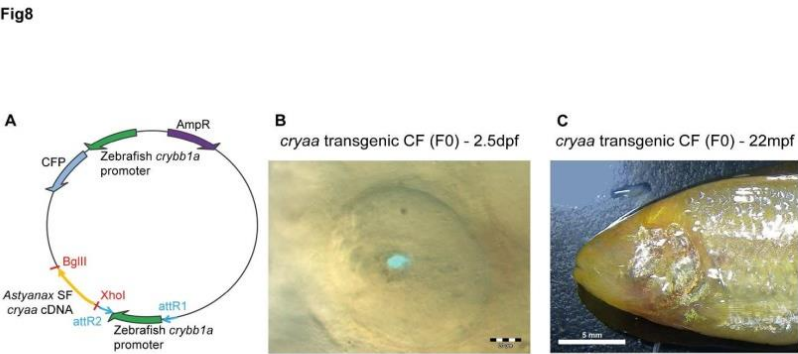 Fig8
A
AmpR
Zebrafish crybb1a
promoter
CFP
BglII
Astyanax SF
cryaa cDNA
XhoI
attR2
attR1
Zebrafish crybb1a
promoter
B
cryaa transgenic CF (F0) - 2.5dpf
C
cryaa transgenic CF (F0) - 22mpf
5 mm